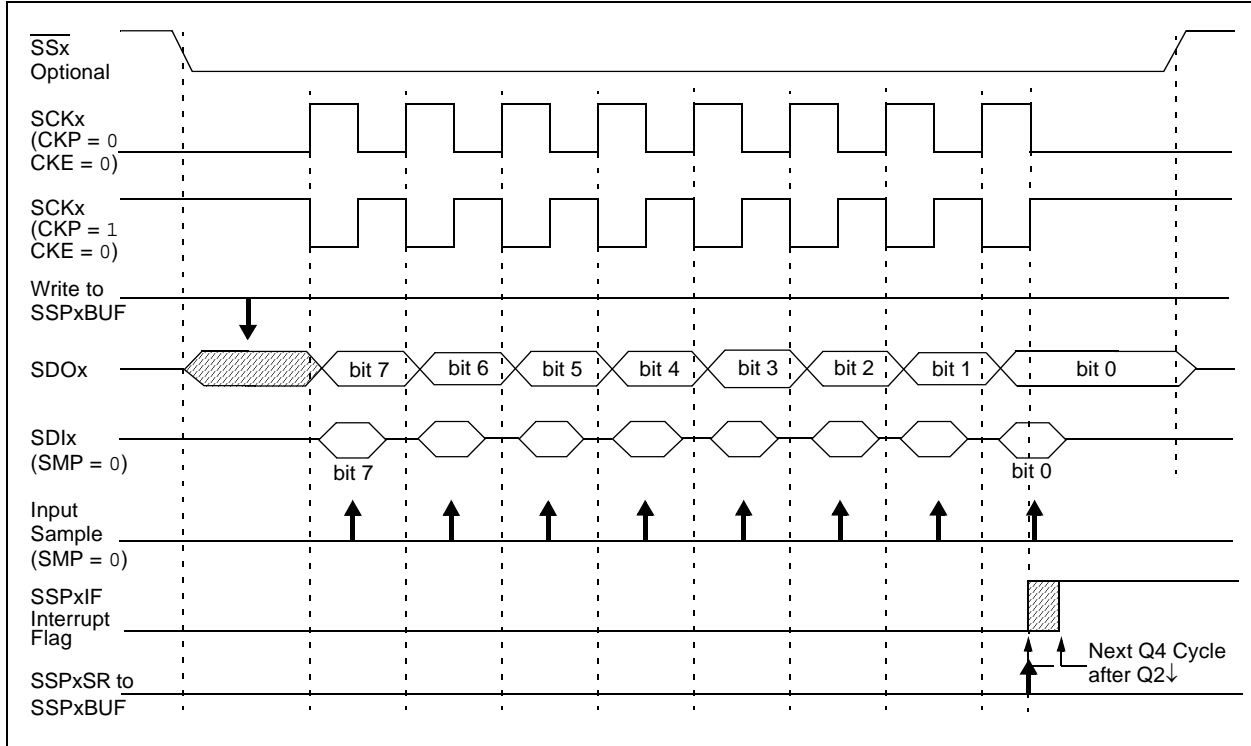 SSx
Optional
SCKx
(CKP = 0
CKE = 0)
SCKx
(CKP = 1
CKE = 0)
Write to
SSPxBUF
SDOx
bit 7
bit 6
bit 5
bit 4
bit 3
bit 2
bit 1
bit 0
SDIx
(SMP = 0)
bit 7
bit 0
Input
Sample
(SMP = 0)
SSPxIF
Interrupt
Flag
Next Q4 Cycle
after Q2↓
SSPxSR to
SSPxBUF